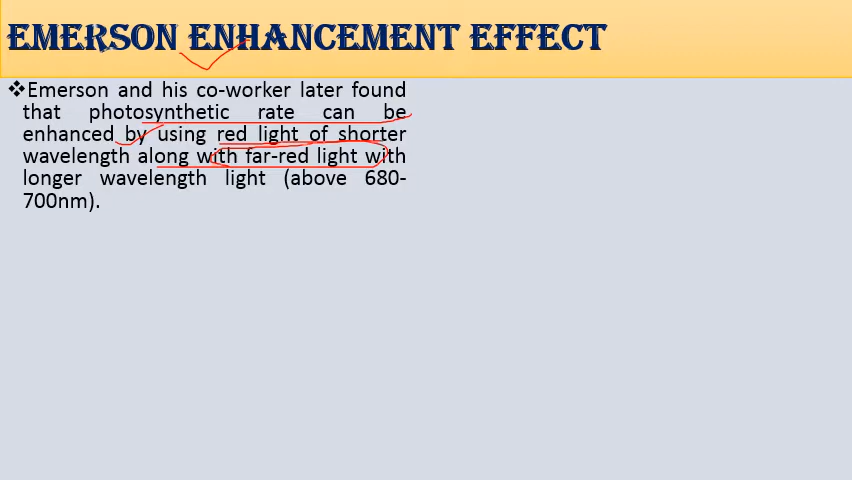 EMERSON ENHANCEMENT EFFECT
❖Emerson and his co-worker later found
that photosynthetic rate can be
enhanced by using red light of shorter
wavelength along with far-red light with
longer wavelength light (above 680-
700nm).